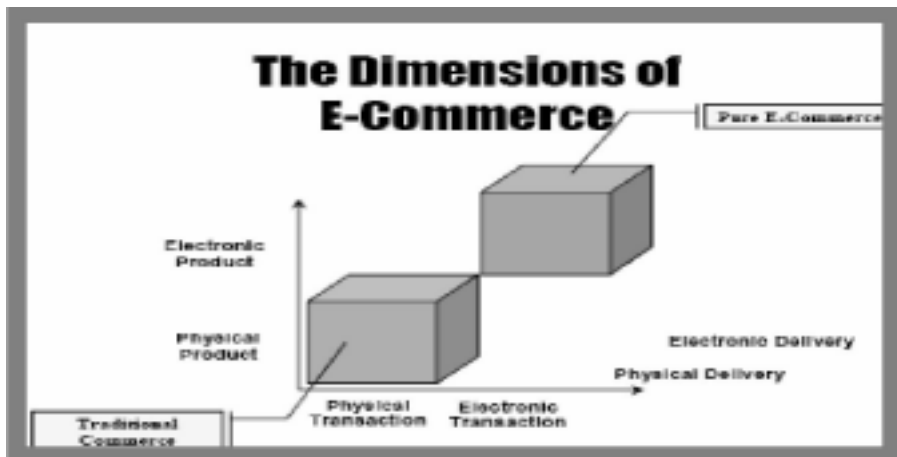 The Dimensions of
E-Commerce
Pure E-Commerce
Electronic
Product
Physical
Product
Electronic Delivery
Physical Delivery
Physical
Transaction
Electronic
Transaction
Traditional
Commerce